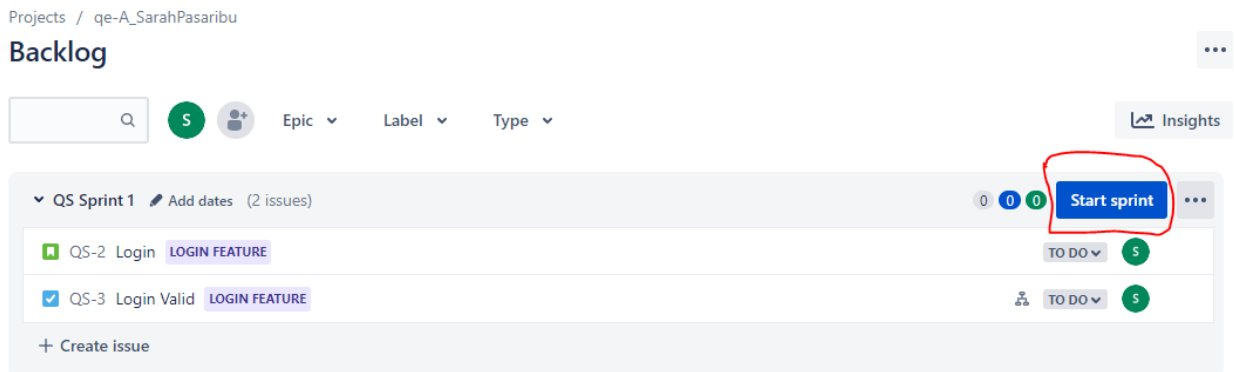 Projects / qe-A_SarahPasaribu
Backlog
S Epic Label Type Insights
QS Sprint 1 Add dates (2 issues) 0 0 0 Start sprint
QS-2 Login LOGIN FEATURE TO DO S
QS-3 Login Valid LOGIN FEATURE TO DO S
+ Create issue